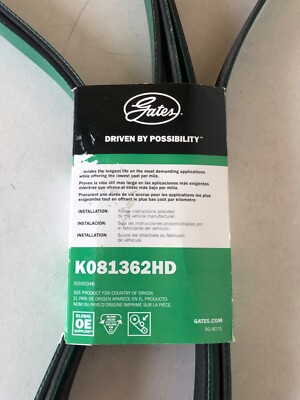 Gates
DRIVEN BY POSSIBILITY™
Provides the longest life on the most demanding applications
while offering the lowest cost per mile.
Provee la vida útil más larga en las aplicaciones más exigentes
mientras que ofrece al costo más bajo por milla.
Procurent une durée de vie accrue pour les applications les plus
exigeantes tout en offrant le plus bas coût par kilomètre.
INSTALLATION: Follow instructions provided
by the vehicle manufacturer.
INSTALACIÓN: Siga las instrucciones proporcionadas por
el fabricante del vehículo.
INSTALLATION: Suivre les directives du fabricant
de véhicule.
K081362HD
SEE PRODUCT FOR COUNTRY OF ORIGIN.
EL PAÍS DE ORIGEN APARECE EN EL PRODUCTO.
NOM DU PAYS D'ORIGINE IMPRIMÉ SUR LA PIÈCE.
GLOBAL
OE
SUPPLIER™
GATES.COM